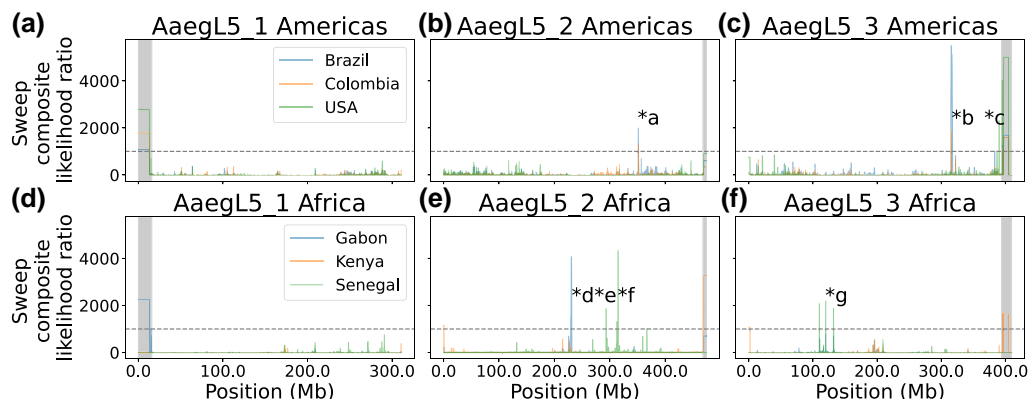 (a) AaegL5_1 Americas
(b) AaegL5_2 Americas
(c) AaegL5_3 Americas
Sweep
composite
likelihood ratio
4000
2000
0
Brazil
Colombia
USA
*a
*b
*c
(d) AaegL5_1 Africa
(e) AaegL5_2 Africa
(f) AaegL5_3 Africa
Sweep
composite
likelihood ratio
4000
2000
0
Gabon
Kenya
Senegal
*d*e*f
*g
0.0 100.0 200.0 300.0
0.0 100.0 200.0 300.0 400.0
0.0 100.0 200.0 300.0 400.0
Position (Mb)
Position (Mb)
Position (Mb)